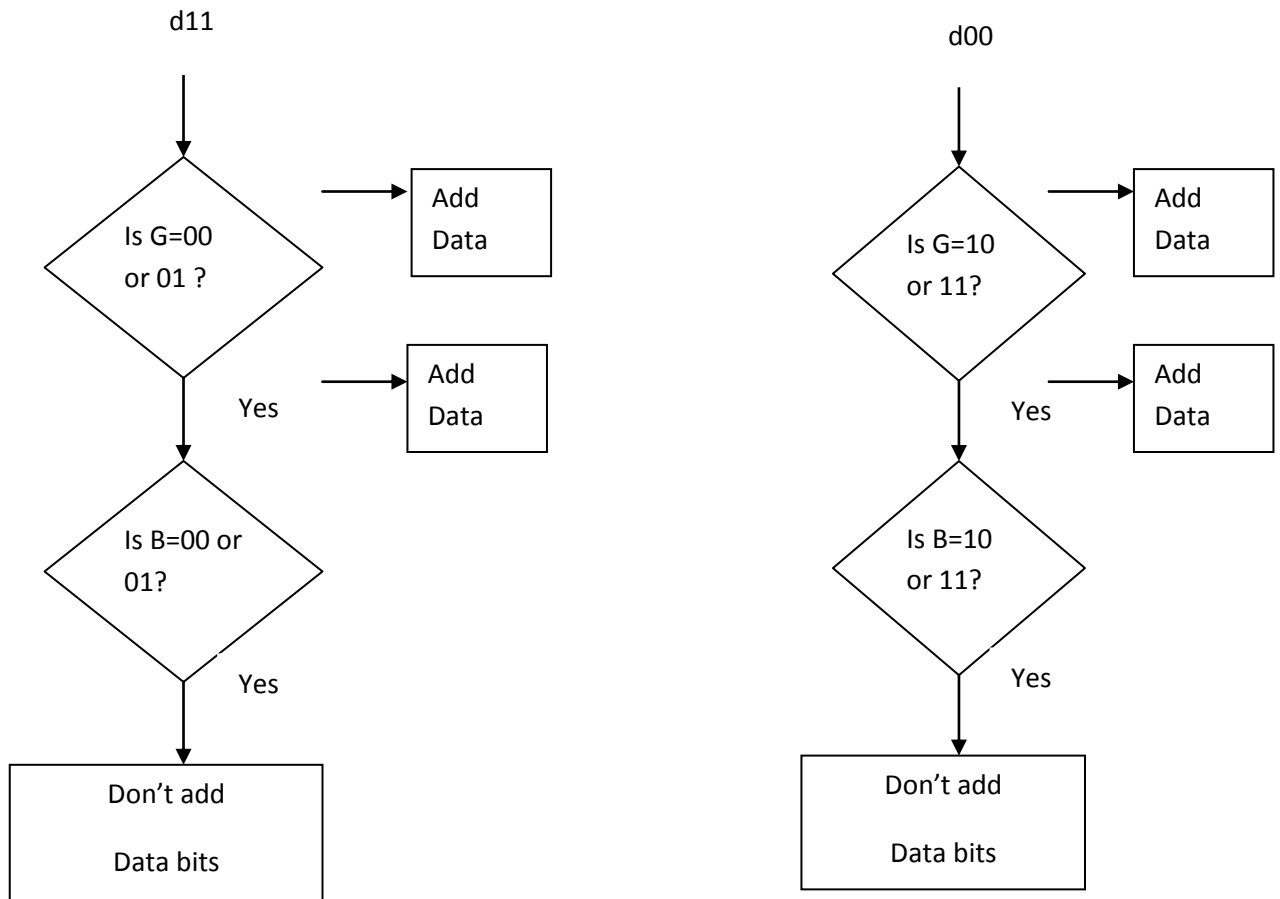 d11
Is G=00
or 01 ?
Add
Data
Add
Data
Yes
Is B=00 or
01?
Yes
Don’t add
Data bits
d00
Is G=10
or 11?
Add
Data
Add
Data
Yes
Is B=10
or 11?
Yes
Don’t add
Data bits